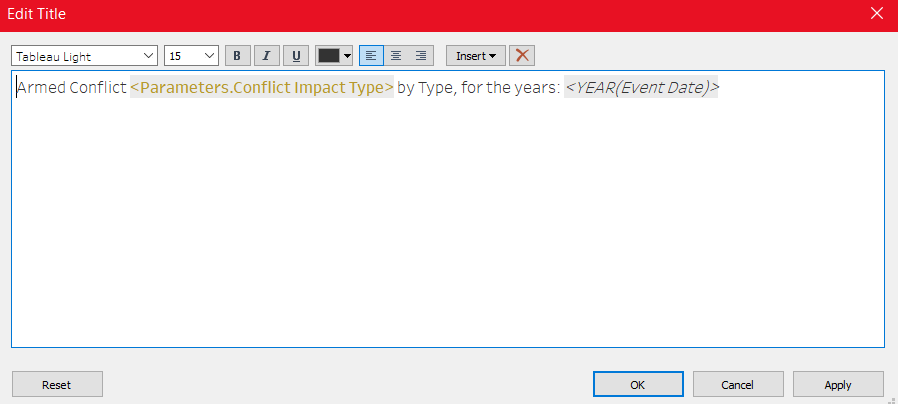 Edit Title
Tableau Light 15 B I U Insert
Armed Conflict <Parameters.Conflict Impact Type> by Type, for the years: <YEAR(Event Date)>
Reset OK Cancel Apply